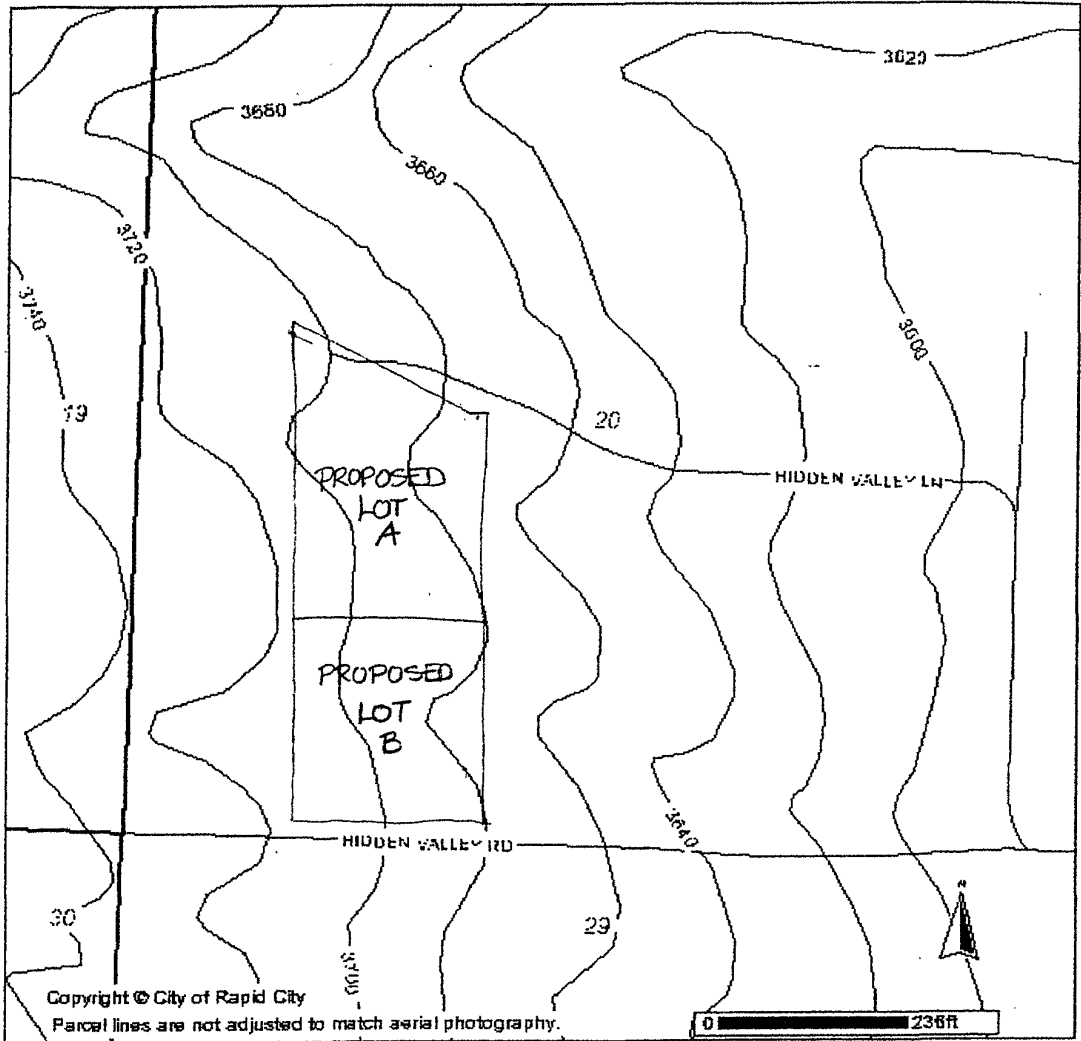 3620
3680
3660
3720
3740
3600
19
20
HIDDEN VALLEY LN
PROPOSED
LOT
A
PROPOSED
LOT
B
HIDDEN VALLEY RD
3640
N
30
29
3700
Copyright © City of Rapid City
Parcel lines are not adjusted to match aerial photography.
0 236ft